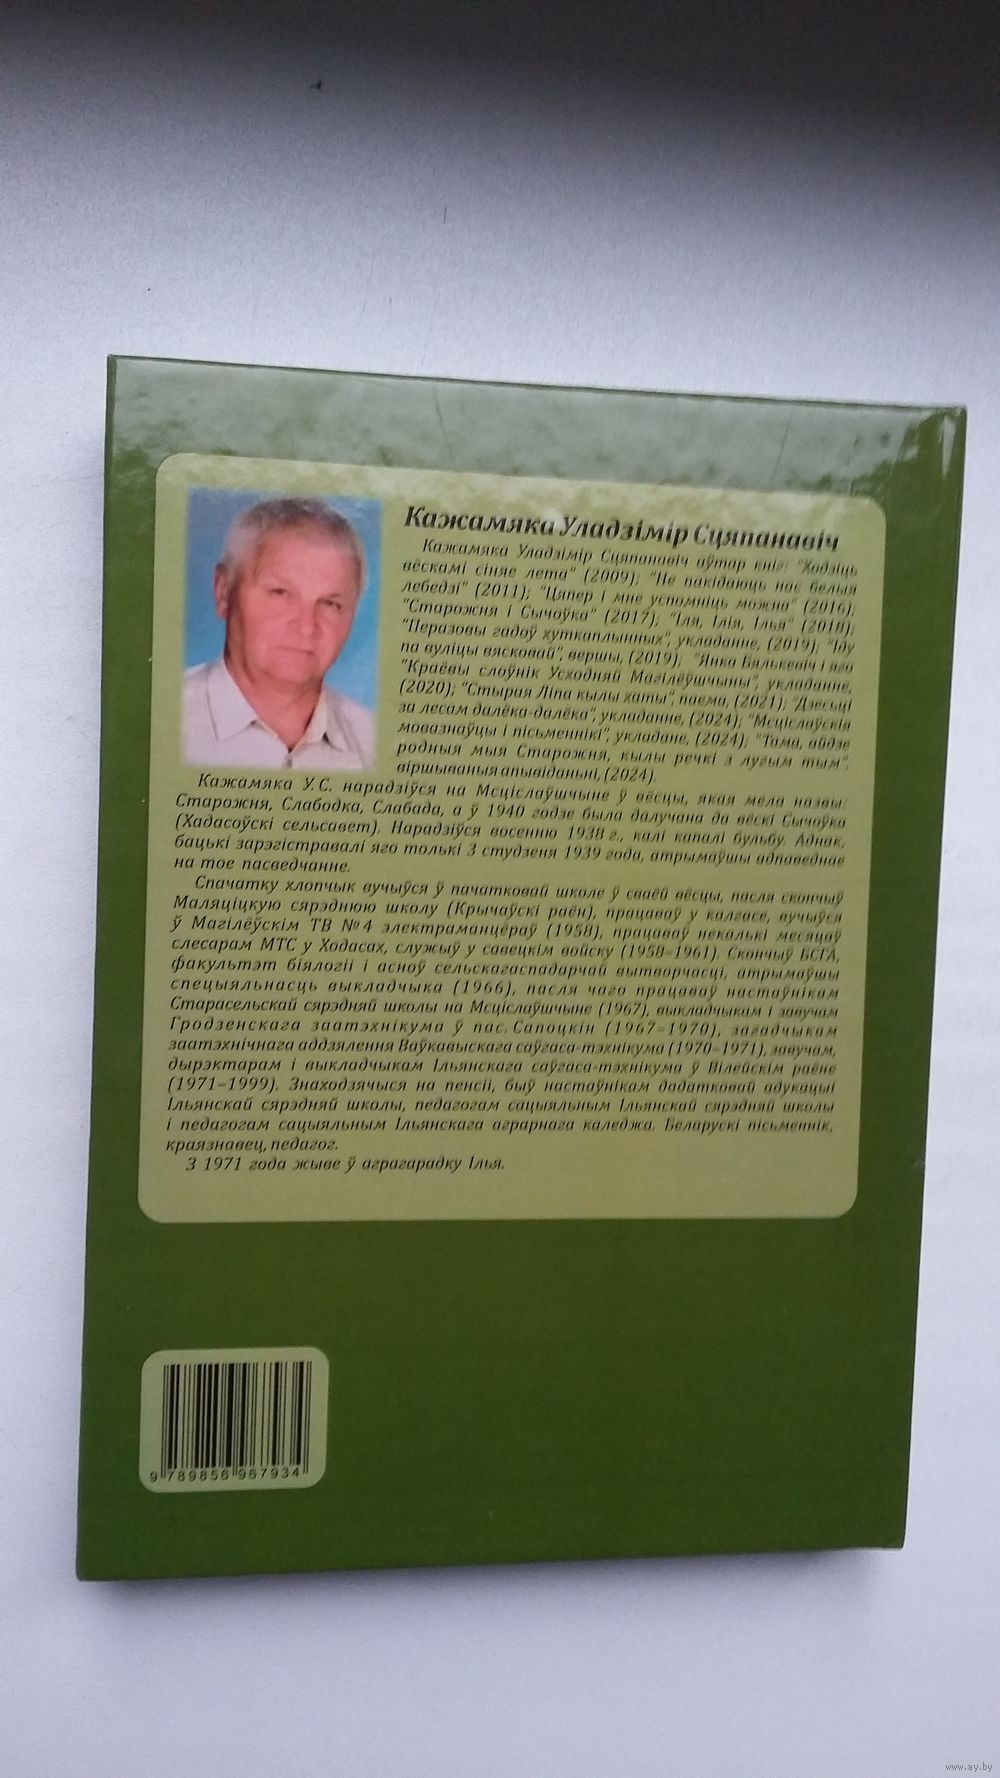 Кажамяка Уладзімір Сцяпанавіч
Кажамяка Уладзімір Сцяпанавіч аўтар кніг: "Ходзіць
вёскамі сіняе лета" (2009); "Не пакідаюць нас белыя
лебедзі" (2011); "Цяпер і мне успомніць можна" (2016);
"Старожня і Сычоўка" (2017); "Іля, Ілія, Ілья" (2018);
"Перазовы гадоў хуткаплынных", укладанне, (2019); "Іду
па вуліцы вясковай", вершы, (2019); "Янка Бялькевіч і яго
"Краёвы слоўнік Усходняй Магілёўшчыны", укладанне,
(2020); "Стырая Ліпа кылы хаты", паема, (2021); "Дзесьці
за лесам далёка-далёка", укладанне, (2024); "Мсціслаўскія
мовазнаўцы і пісьменнікі", укладане, (2024); "Тама, айдзе
родныя мыя Старожня, кылы речкі з лугым тым",
віршываныя апывіданьні, (2024).
Кажамяка У. С. нарадзіўся на Мсціслаўшчыне ў вёсцы, якая мела назвы:
Старожня, Слабодка, Слабада, а ў 1940 годзе была далучана да вёскі Сычоўка
(Хадасоўскі сельсавет). Нарадзіўся восенню 1938 г., калі капалі бульбу. Аднак,
бацькі зарэгістравалі яго толькі 3 студзеня 1939 года, атрымаўшы адпаведнае
на тое пасведчанне.
Спачатку хлопчык вучыўся ў пачатковай школе ў сваёй вёсцы, пасля скончыў
Маляціцкую сярэднюю школу (Крычаўскі раён), працаваў у калгасе, вучыўся
ў Магілёўскім ТВ №4 электраманцёраў (1958), працаваў некалькі месяцаў
слесарам МТС у Ходасах, служыў у савецкім войску (1958–1961). Скончыў БСГА,
факультэт біялогіі і асноў сельскагаспадарчай вытворчасці, атрымаўшы
спецыяльнасць выкладчыка (1966), пасля чаго працаваў настаўнікам
Старасельскай сярэдняй школы на Мсціслаўшчыне (1967), выкладчыкам і завучам
Гродзенскага заатэхнікума ў пас. Сапоцкін (1967–1970), загадчыкам
заатэхнічнага аддзялення Ваўкавыскага саўгаса-тэхнікума (1970–1971), завучам,
дырэктарам і выкладчыкам Ільянскага саўгаса-тэхнікума ў Вілейскім раёне
(1971–1999). Знаходзячыся на пенсіі, быў настаўнікам дадатковай адукацыі
Ільянскай сярэдняй школы, педагогам сацыяльным Ільянскай сярэдняй школы
і педагогам сацыяльным Ільянскага аграрнага каледжа. Беларускі пісьменнік,
краязнавец, педагог.
З 1971 года жыве ў аграгарадку Ілья.
9 789856 967934
www.ay.by